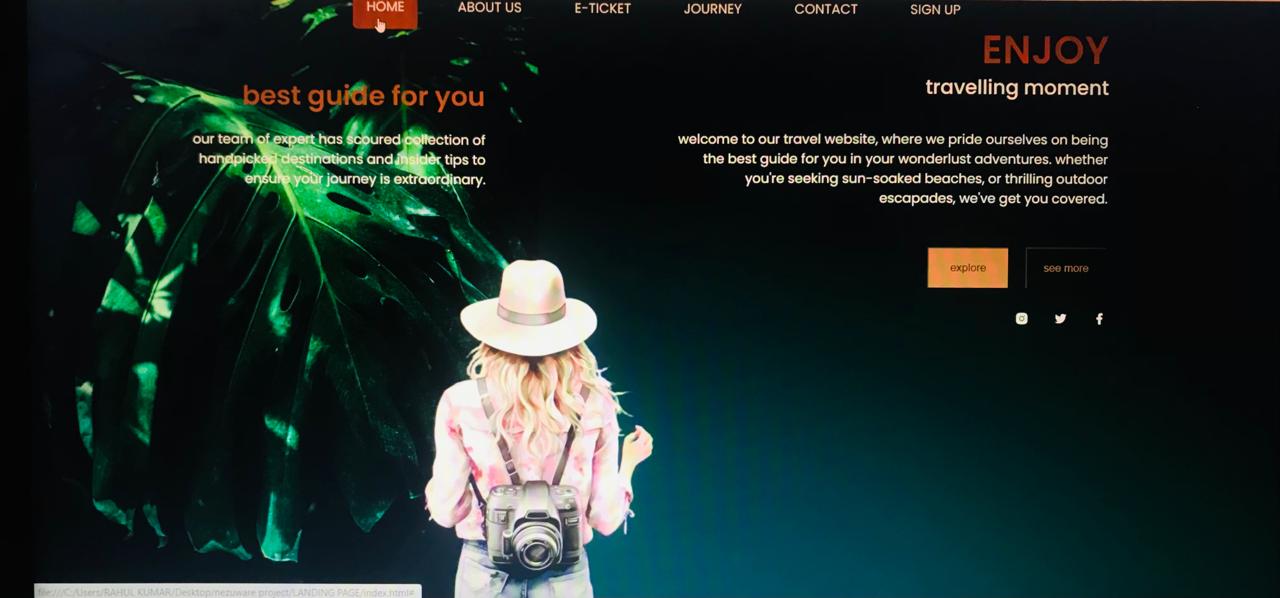 HOME
ABOUT US
E-TICKET
JOURNEY
CONTACT
SIGN UP
ENJOY
travelling moment
best guide for you
our team of expert has scoured collection of
handpicked destinations and insider tips to
ensure your journey is extraordinary.
welcome to our travel website, where we pride ourselves on being
the best guide for you in your wonderlust adventures. whether
you're seeking sun-soaked beaches, or thrilling outdoor
escapades, we've get you covered.
explore
see more
file:///C:/Users/RAHUL KUMAR/Desktop/nezuware project/LANDING PAGE/index.html#